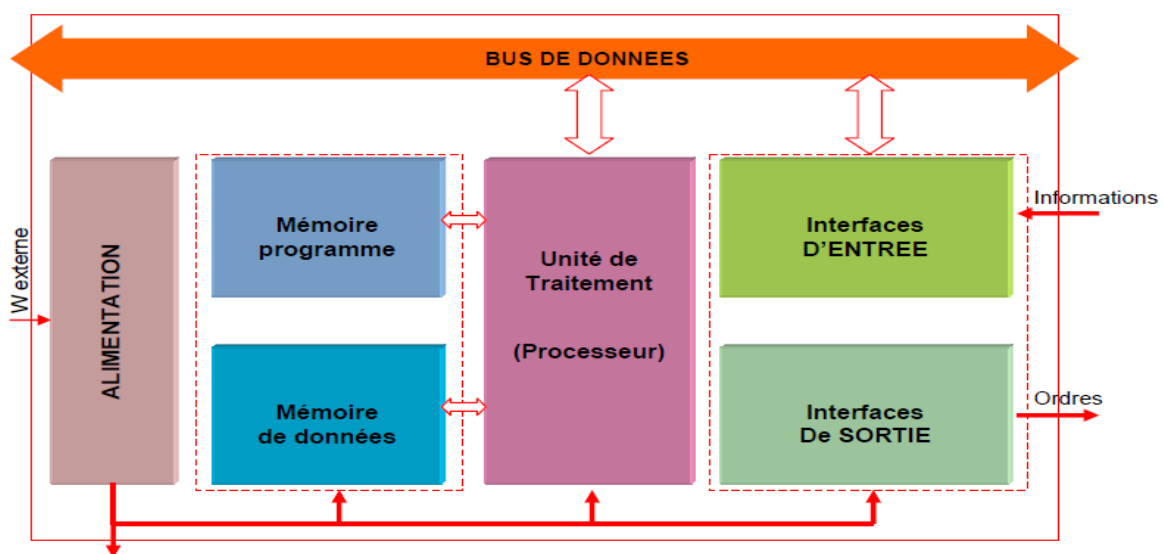 BUS DE DONNEES
W externe
ALIMENTATION
Mémoire
programme
Mémoire
de données
Unité de
Traitement
(Processeur)
Interfaces
D'ENTREE
Interfaces
De SORTIE
Informations
Ordres